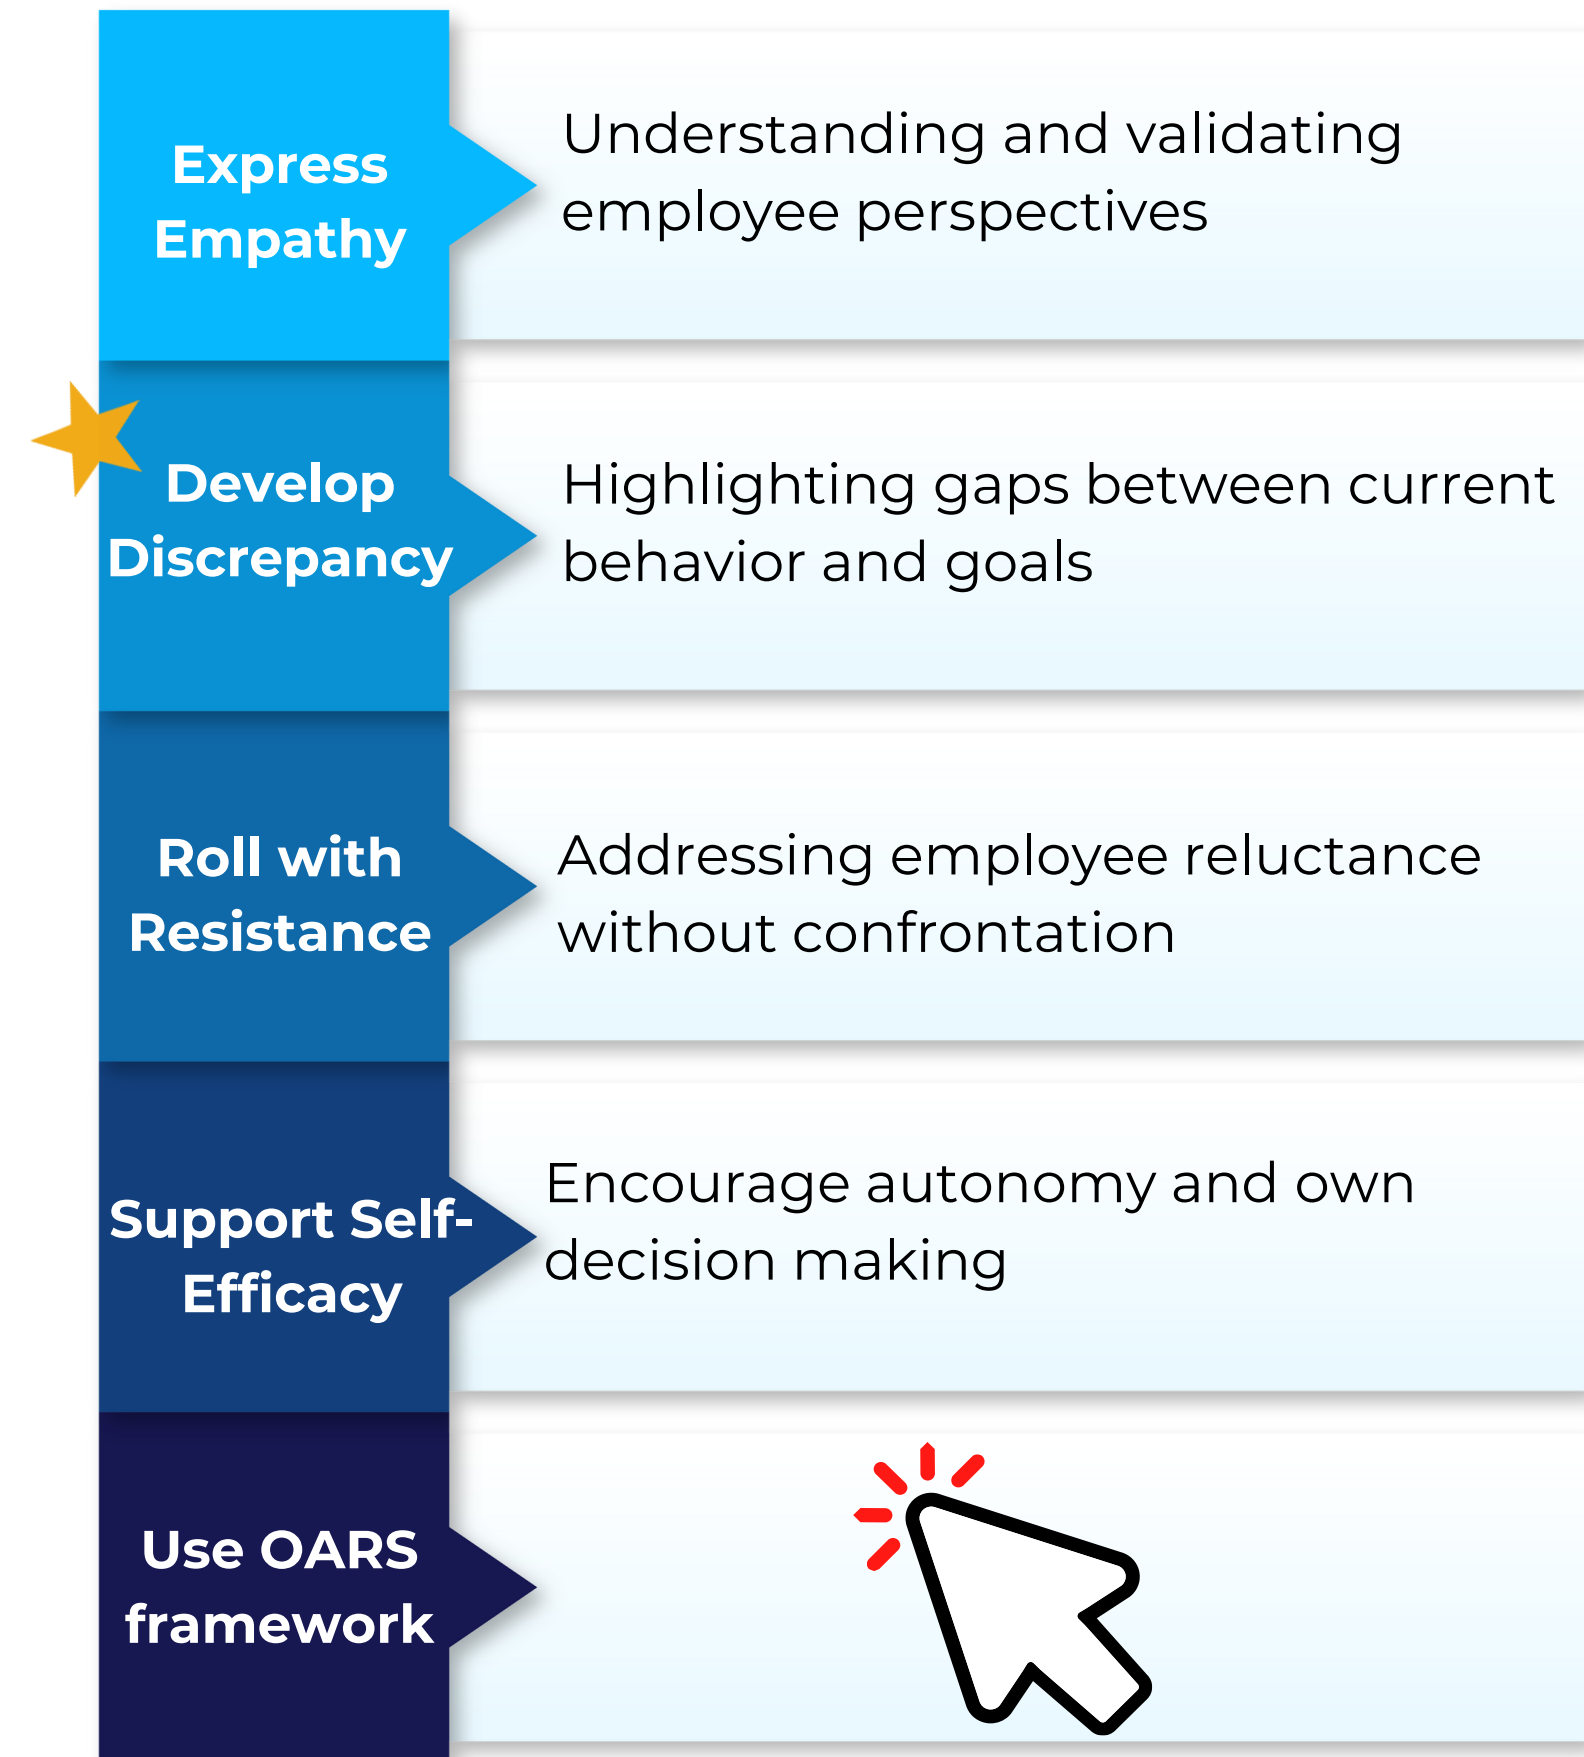 Express
Empathy
Understanding and validating
employee perspectives
Develop
Discrepancy
Highlighting gaps between current
behavior and goals
Roll with
Resistance
Addressing employee reluctance
without confrontation
Support Self-
Efficacy
Encourage autonomy and own
decision making
Use OARS
framework